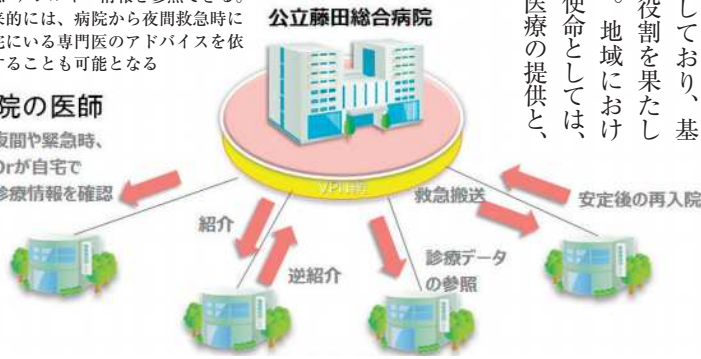 来的には、病院から夜間救急時に
宅にいる専門医のアドバイスを依
することも可能となる
公立藤田総合病院
しており、基
役割を果たし
。地域におけ
使命としては、
医療の提供と、
院の医師
夜間や緊急時、
Drが自宅で
診療情報を確認
紹介
逆紹介
診療データ
の参照
救急搬送
安定後の再入院